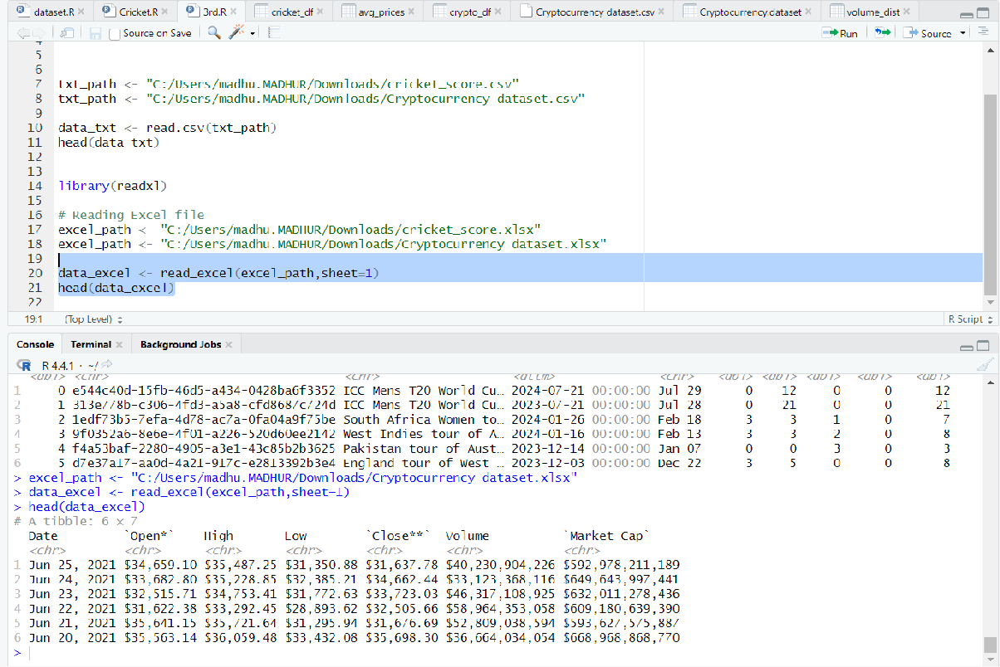 dataset.R × Cricket.R × 3rd.R × cricket_df × avg_prices × crypto_df × Cryptocurrency dataset.csv × Cryptocurrency.dataset × volume_dist ×
Source on Save Run Source
4
5
6
7 txt_path <- "C:/Users/madhu.MADHUR/Downloads/cricket_score.csv"
8 txt_path <- "C:/Users/madhu.MADHUR/Downloads/Cryptocurrency dataset.csv"
9
10 data_txt <- read.csv(txt_path)
11 head(data txt)
12
13
14 library(readxl)
15
16 # Reading Excel file
17 excel_path <  "C:/Users/madhu.MADHUR/Downloads/cricket_score.xlsx"
18 excel_path <- "C:/Users/madhu.MADHUR/Downloads/Cryptocurrency dataset.xlsx"
19
20 data_excel <- read_excel(excel_path,sheet=1)
21 head(data_excel)
22
19:1 (Top Level) R Script
Console Terminal × Background Jobs ×
R 4.4.1 · ~/
<dbl> <chr> <chr> <dttm> <chr> <dbl> <dbl> <dbl> <dbl> <dbl>
1 0 e544c40d-15fb-46d5-a434-0428ba6f3352 ICC Mens T20 World Cu… 2024-07-21 00:00:00 Jul 29 0 12 0 0 12
2 1 313e778b-c306-4fd3-a5a8-cfd8687c724d ICC Mens T20 World Cu… 2023-07-21 00:00:00 Jul 28 0 21 0 0 21
3 2 1edf73b5-7efa-4d78-ac7a-0fa04a9f75be South Africa Women to… 2024-01-26 00:00:00 Feb 18 3 3 1 0 7
4 3 9f0352a6-8e6e-4f01-a226-520d60ee2142 West Indies tour of A… 2024-01-16 00:00:00 Feb 13 3 3 2 0 8
5 4 f4a53baf-2280-4905-a3e1-43c85b2b3625 Pakistan tour of Aust… 2023-12-14 00:00:00 Jan 07 0 0 3 0 3
6 5 d7e37a17-aa0d-4a21-917c-e2813392b3e4 England tour of West … 2023-12-03 00:00:00 Dec 22 3 5 0 0 8
> excel_path <- "C:/Users/madhu.MADHUR/Downloads/Cryptocurrency dataset.xlsx"
> data_excel <- read_excel(excel_path,sheet=1)
> head(data_excel)
# A tibble: 6 × 7
Date `Open*` High Low `Close**` Volume `Market Cap`
<chr> <chr> <chr> <chr> <chr> <chr> <chr>
1 Jun 25, 2021 $34,659.10 $35,487.25 $31,350.88 $31,637.78 $40,230,904,226 $592,978,211,189
2 Jun 24, 2021 $33,682.80 $35,228.85 $32,385.21 $34,662.44 $33,123,368,116 $649,643,997,441
3 Jun 23, 2021 $32,515.71 $34,753.41 $31,772.63 $33,723.03 $46,317,108,925 $632,011,278,436
4 Jun 22, 2021 $31,622.38 $33,292.45 $28,893.62 $32,505.66 $58,964,353,058 $609,180,639,390
5 Jun 21, 2021 $35,641.15 $35,721.64 $31,295.94 $31,676.69 $52,809,038,594 $593,627,575,887
6 Jun 20, 2021 $35,563.14 $36,059.48 $33,432.08 $35,698.30 $36,664,034,054 $668,968,868,770
>